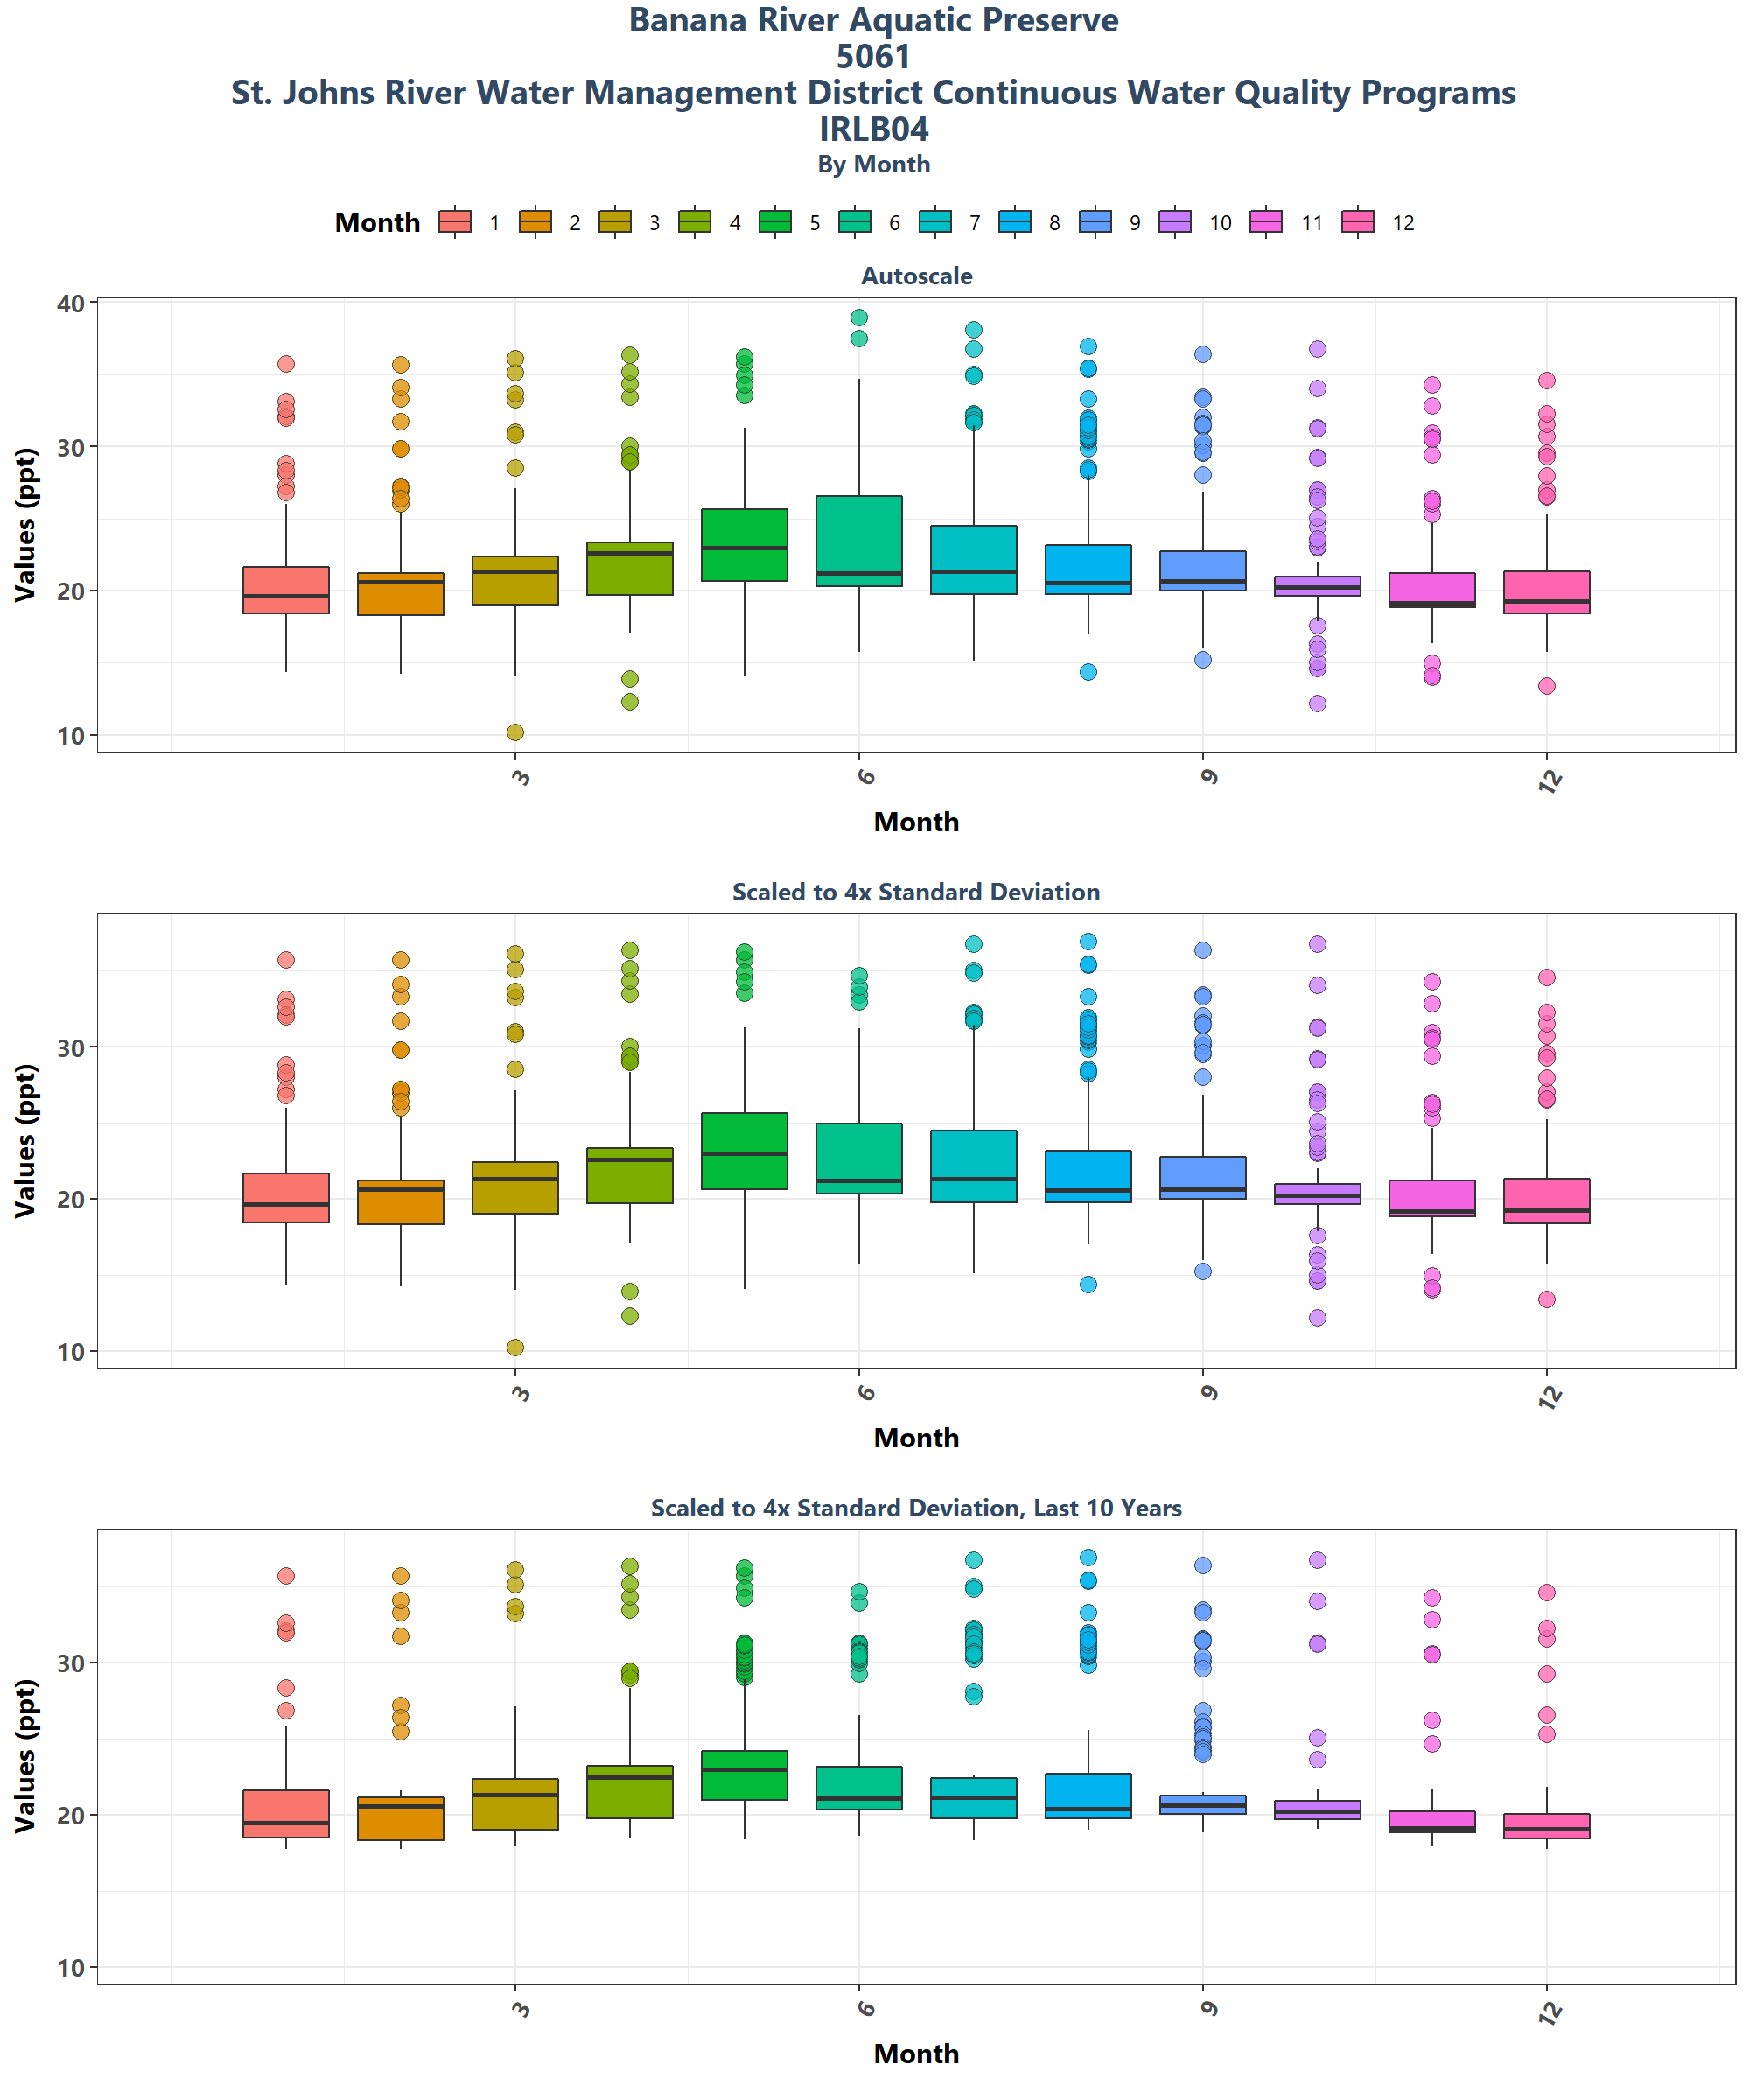 Banana River Aquatic Preserve
5061
St. Johns River Water Management District Continuous Water Quality Programs
IRLB04
By Month
Month 1 2 3 4 5 6 7 8 9 10 11 12
Autoscale
Values (ppt)
40
30
20
10
3 6 9 12
Month
Scaled to 4x Standard Deviation
Values (ppt)
30
20
10
3 6 9 12
Month
Scaled to 4x Standard Deviation, Last 10 Years
Values (ppt)
30
20
10
3 6 9 12
Month